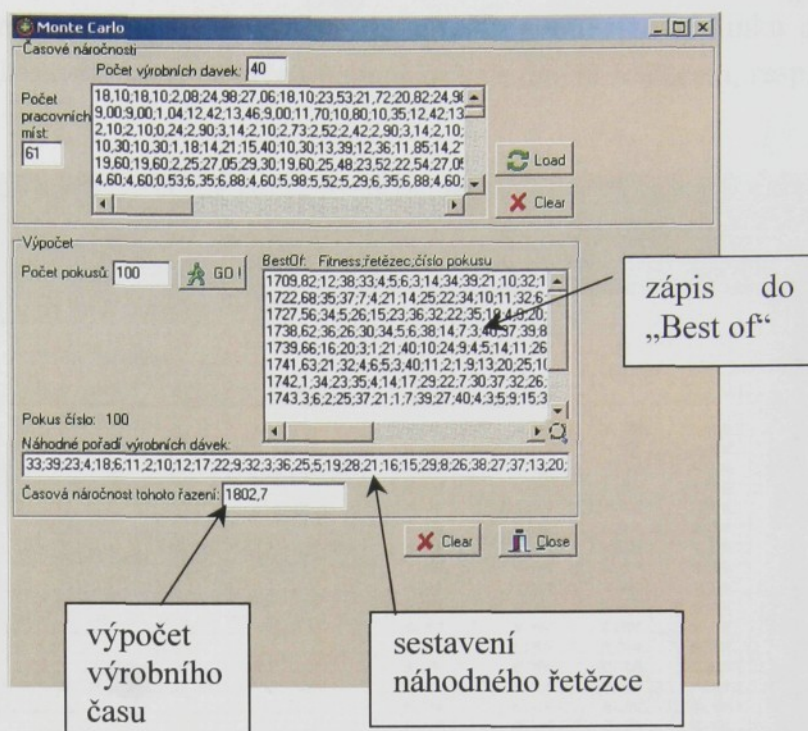 Monte Carlo
Časové náročnosti
Počet výrobních davek: 40
Počet
pracovních
míst:
61
18,10;18,10;2,08;24,98;27,06;18,10;23,53;21,72;20,82;24,98
9,00;9,00;1,04;12,42;13,46;9,00;11,70;10,80;10,35;12,42;13
2,10;2,10;0,24;2,90;3,14;2,10;2,73;2,52;2,42;2,90;3,14;2,10;
10,30;10,30;1,18;14,21;15,40;10,30;13,39;12,36;11,85;14,2
19,60;19,60;2,25;27,05;29,30;19,60;25,48;23,52;22,54;27,05
4,60;4,60;0,53;6,35;6,88;4,60;5,98;5,52;5,29;6,35;6,88;4,60;
Load
Clear
Výpočet
Počet pokusů: 100
GO !
BestOf: Fitness,řetězec,číslo pokusu
1709,82;12;38;33;4;5;6;3;14;34;39;21;10;32;1
1722,68;35;37;7;4;21;14;25;22;34;10;11;32;6
1727,56;34;5;26;15;23;36;32;22;35;18;4;9;20;
1738,62;36;26;30;34;5;6;38;14;7;3;40;37;39;8
1739,66;16;20;3;1;21;40;10;24;9;4;5;14;11;26
1741,63;21;32;4;6;5;3;40;11;2;1;9;13;20;25;10
1742,1;34;23;35;4;14;17;29;22;7;30;37;32;26;
1743,3;6;2;25;37;21;1;7;39;27;40;4;3;5;9;15;3
zápis do
„Best of“
Pokus číslo: 100
Náhodné pořadí výrobních dávek:
33;39;23;4;18;6;11;2;10;12;17;22;9;32;3;36;25;5;19;28;21;16;15;29;8;26;38;27;37;13;20;
Časová náročnost tohoto řazení: 1802,7
Clear
Close
výpočet
výrobního
času
sestavení
náhodného řetězce